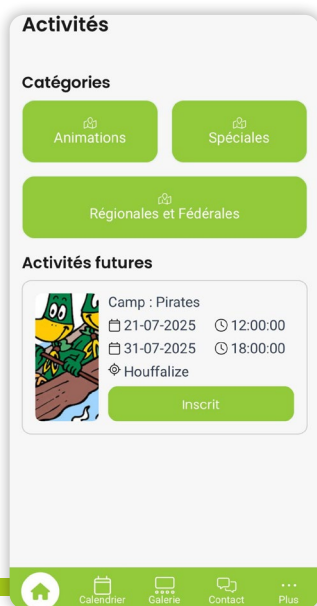 Activités
Catégories
Animations
Spéciales
Régionales et Fédérales
Activités futures
Camp : Pirates
21-07-2025 12:00:00
31-07-2025 18:00:00
Houffalize
Inscrit
Calendrier Galerie Contact Plus